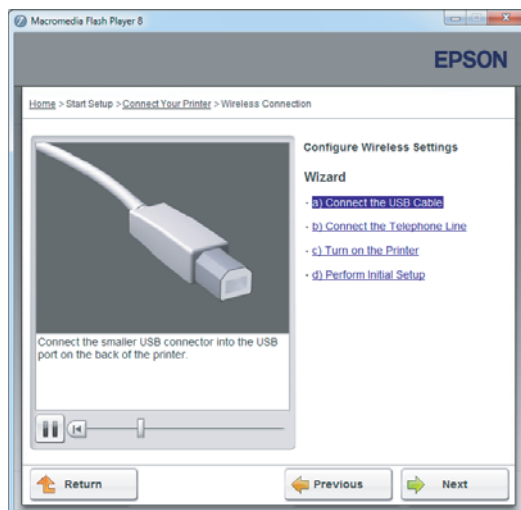 Macromedia Flash Player 8
EPSON
Home > Start Setup > Connect Your Printer > Wireless Connection
Configure Wireless Settings
Wizard
- a) Connect the USB Cable
- b) Connect the Telephone Line
- c) Turn on the Printer
- d) Perform Initial Setup
Connect the smaller USB connector into the USB
port on the back of the printer.
Return
Previous
Next